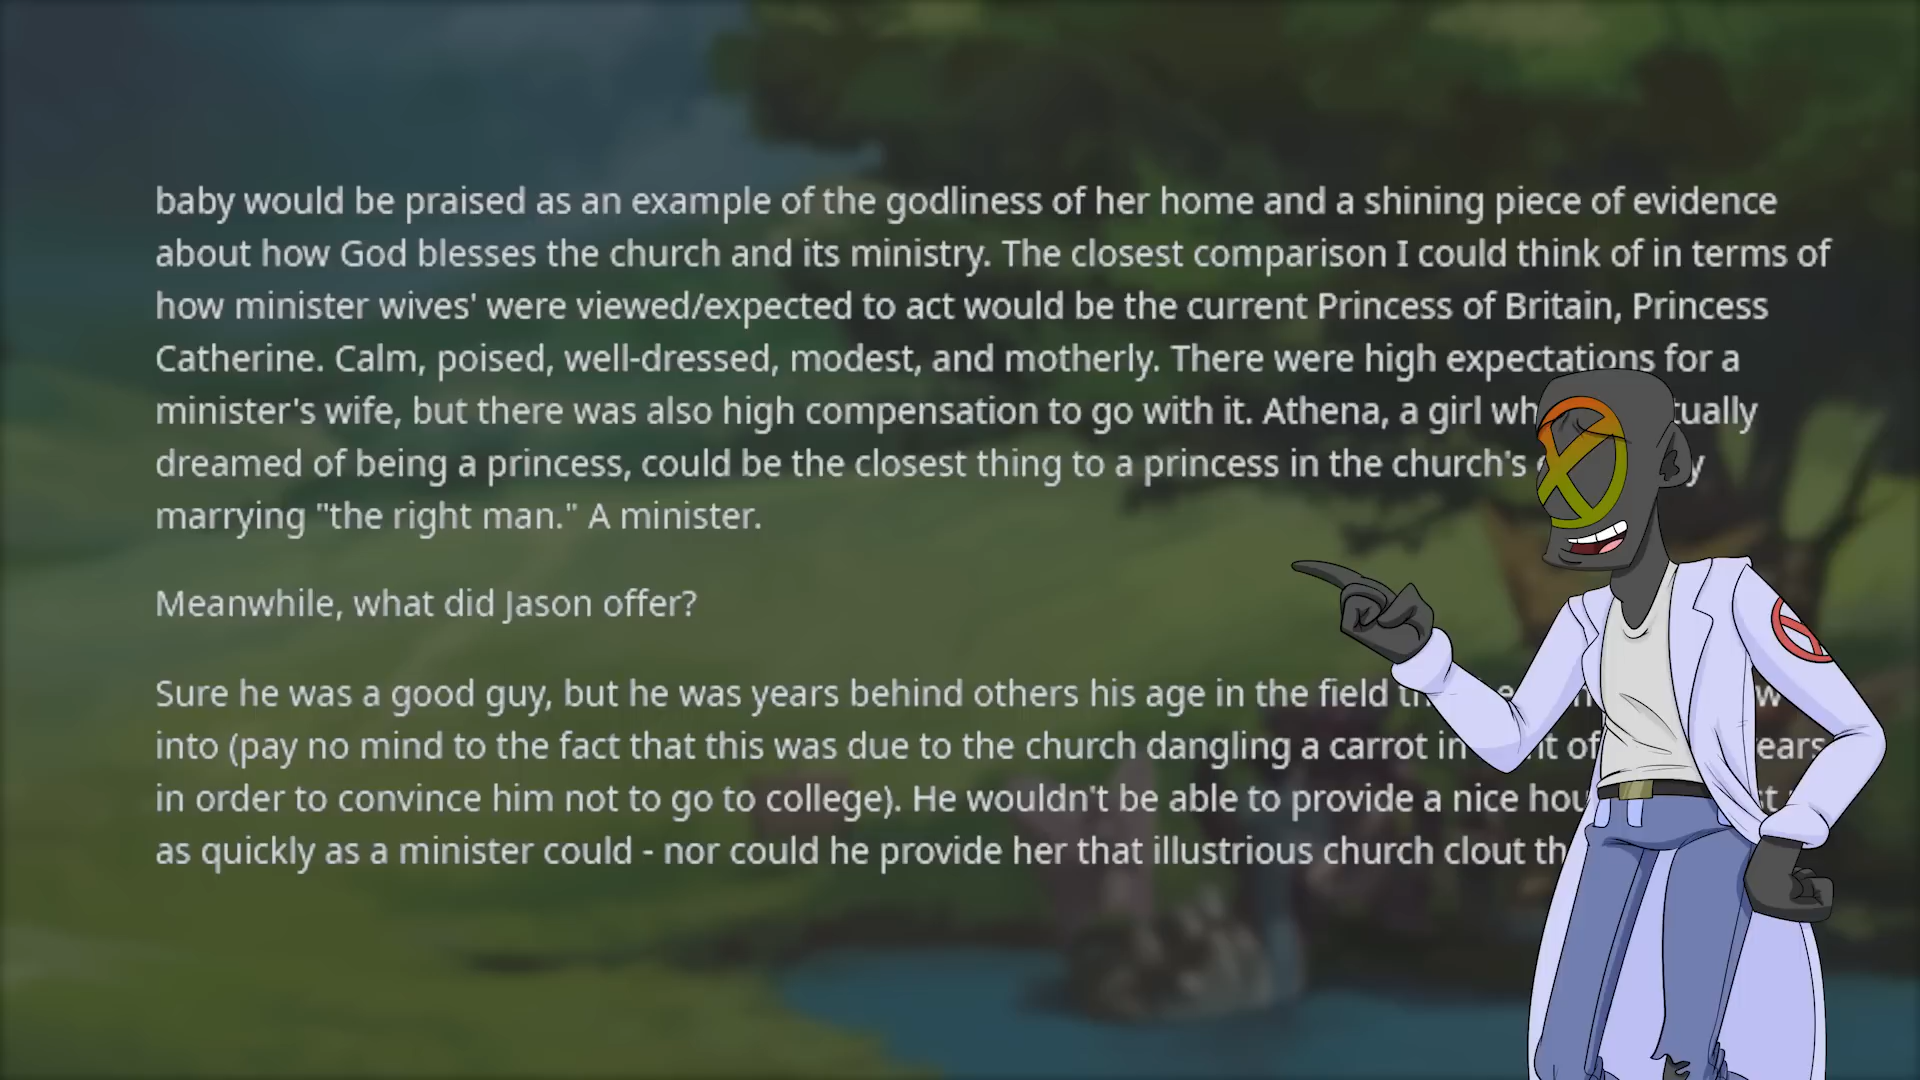 baby would be praised as an example of the godliness of her home and a shining piece of evidence
about how God blesses the church and its ministry. The closest comparison I could think of in terms of
how minister wives' were viewed/expected to act would be the current Princess of Britain, Princess
Catherine. Calm, poised, well-dressed, modest, and motherly. There were high expectations for a
minister's wife, but there was also high compensation to go with it. Athena, a girl
dreamed of being a princess, could be the closest thing to a princess in the church's
marrying "the right man." A minister.
Meanwhile, what did Jason offer?
Sure he was a good guy, but he was years behind others his age in the field
into (pay no mind to the fact that this was due to the church dangling a carrot in of
in order to convince him not to go to college). He wouldn't be able to provide a nice
as quickly as a minister could - nor could he provide her that illustrious church clout